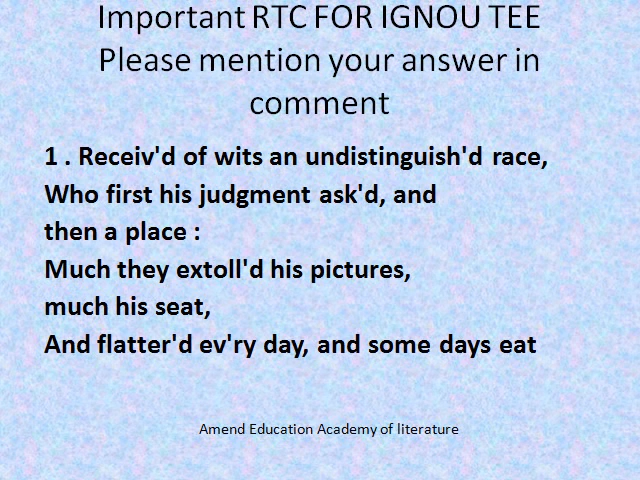 Important RTC FOR IGNOU TEE
Please mention your answer in
comment
1 . Receiv'd of wits an undistinguish'd race,
Who first his judgment ask'd, and
then a place :
Much they extoll'd his pictures,
much his seat,
And flatter'd ev'ry day, and some days eat
Amend Education Academy of literature